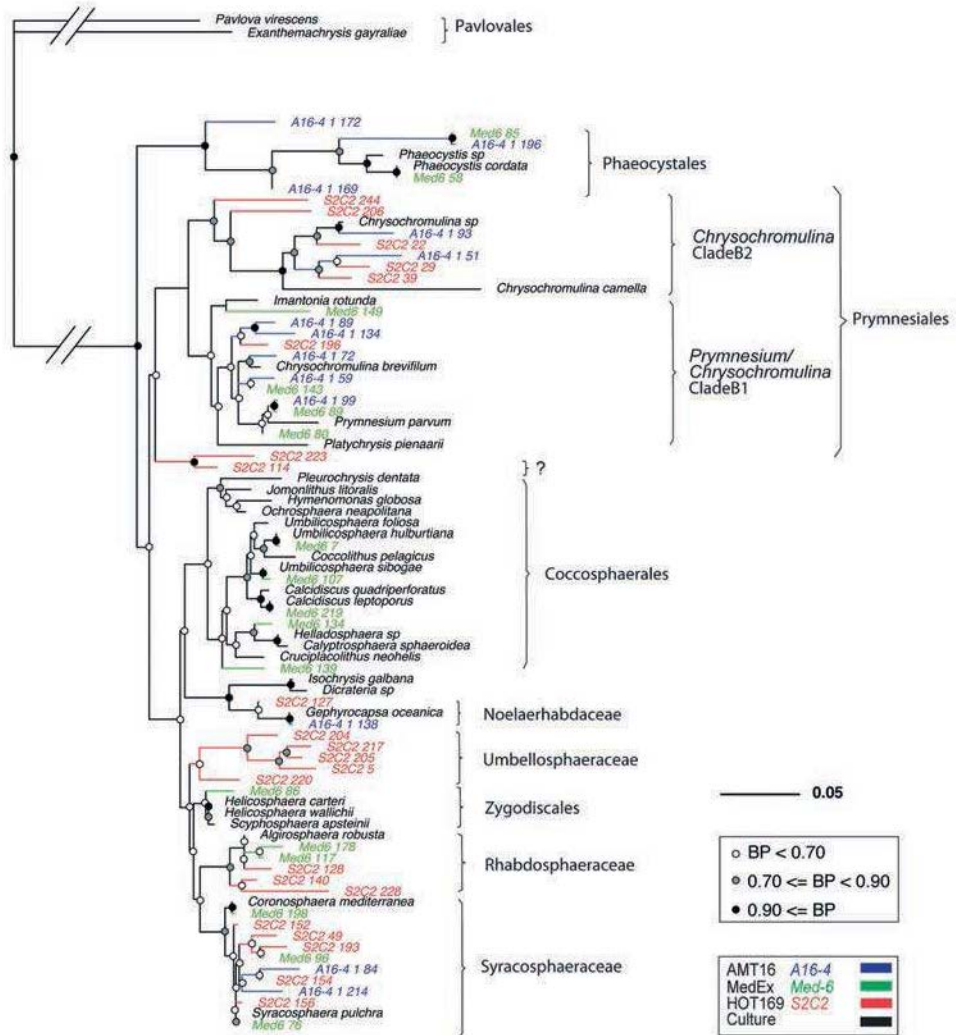 Pavlova virescens
Exanthemachrysis gayraliae
Pavlovales
A16-4 1 172
Med6 85
A16-4 1 196
Phaeocystis sp
Phaeocystis cordata
Med6 58
A16-4 1 169
Phaeocystales
S2C2 244
S2C2 206
Chrysochromulina sp
A16-4 1 93
S2C2 22
A16-4 1 51
S2C2 29
S2C2 39
Chrysochromulina camella
Chrysochromulina
CladeB2
Imantonia rotunda
Med6 149
A16-4 1 89
A16-4 1 134
S2C2 196
A16-4 1 72
Chrysochromulina brevifilum
A16-4 1 59
Med6 143
A16-4 1 99
Med6 89
Prymnesium parvum
Med6 80
Platychrysis pienaarii
Prymnesium/
Chrysochromulina
CladeB1
Prymnesiales
S2C2 223
S2C2 114
?
Pleurochrysis dentata
Jomonlithus litoralis
Hymenomonas globosa
Ochrosphaera neapolitana
Umbilicosphaera foliosa
Umbilicosphaera hulburtiana
Med6 7
Coccolithus pelagicus
Umbilicosphaera sibogae
Med6 107
Calcidiscus quadriperforatus
Calcidiscus leptoporus
Med6 219
Med6 134
Helladosphaera sp
Calyptrosphaera sphaeroidea
Cruciplacolithus neohelis
Med6 139
Coccosphaerales
Isochrysis galbana
Dicrateria sp
S2C2 127
Gephyrocapsa oceanica
A16-4 1 138
Noelaerhabdaceae
S2C2 204
S2C2 217
S2C2 205
S2C2 5
S2C2 220
Umbellosphaeraceae
Med6 86
Helicosphaera carteri
Helicosphaera wallichii
Scyphosphaera apsteinii
Zygodiscales
Algirosphaera robusta
Med6 178
Med6 117
S2C2 128
S2C2 140
S2C2 228
Rhabdosphaeraceae
Coronosphaera mediterranea
Med6 198
S2C2 152
S2C2 49
S2C2 193
Med6 96
A16-4 1 84
S2C2 154
A16-4 1 214
S2C2 156
Syracosphaera pulchra
Med6 76
Syracosphaeraceae
0.05
BP < 0.70
0.70 <= BP < 0.90
0.90 <= BP
AMT16 A16-4
MedEx Med-6
HOT169 S2C2
Culture